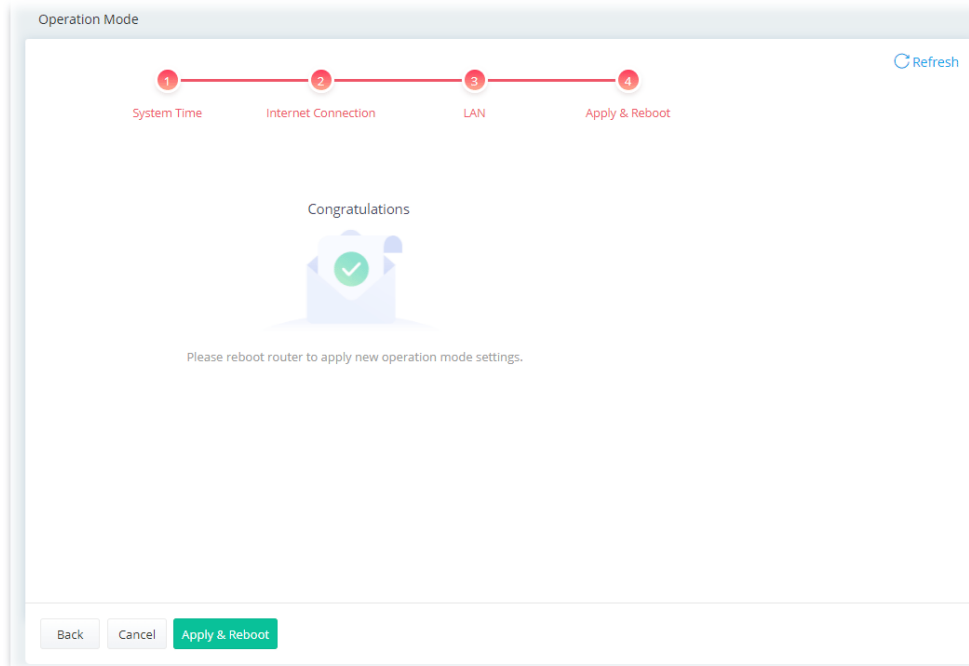 Operation Mode
Refresh
1 2 3 4
System Time Internet Connection LAN Apply & Reboot
Congratulations
Please reboot router to apply new operation mode settings.
Back Cancel Apply & Reboot